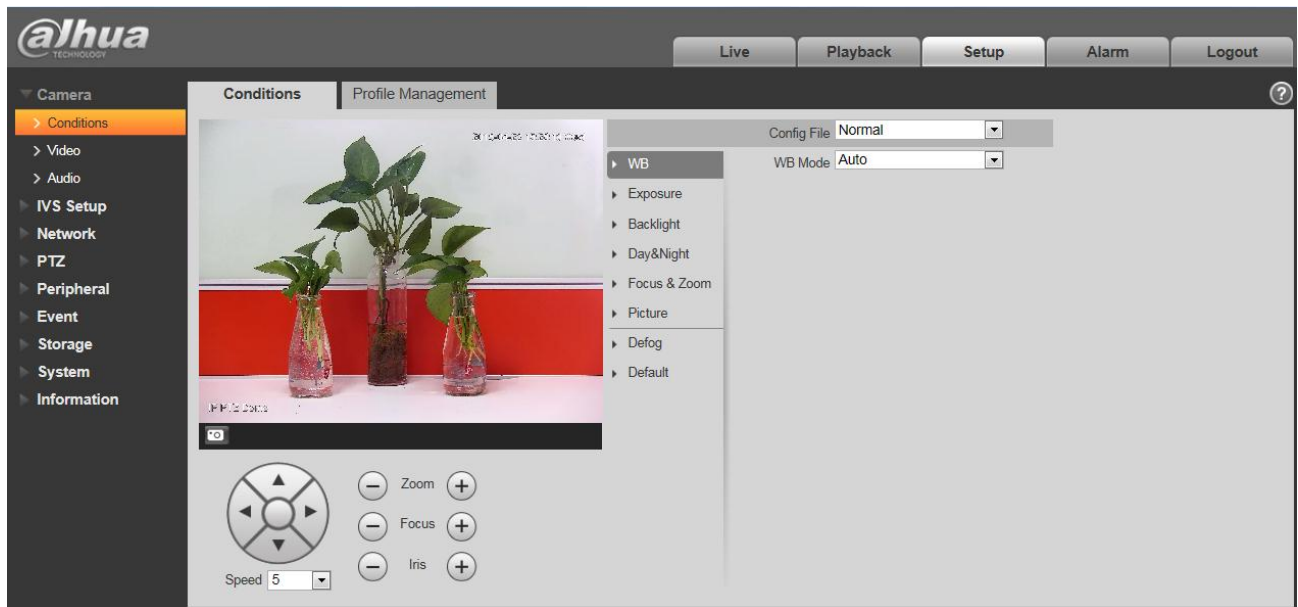 alhua
TECHNOLOGY
Live
Playback
Setup
Alarm
Logout
Camera
Conditions
Video
Audio
IVS Setup
Network
PTZ
Peripheral
Event
Storage
System
Information
Conditions
Profile Management
?
Config File Normal
WB
WB Mode Auto
Exposure
Backlight
Day&Night
Focus & Zoom
Picture
Defog
Default
Zoom
Focus
Iris
Speed 5